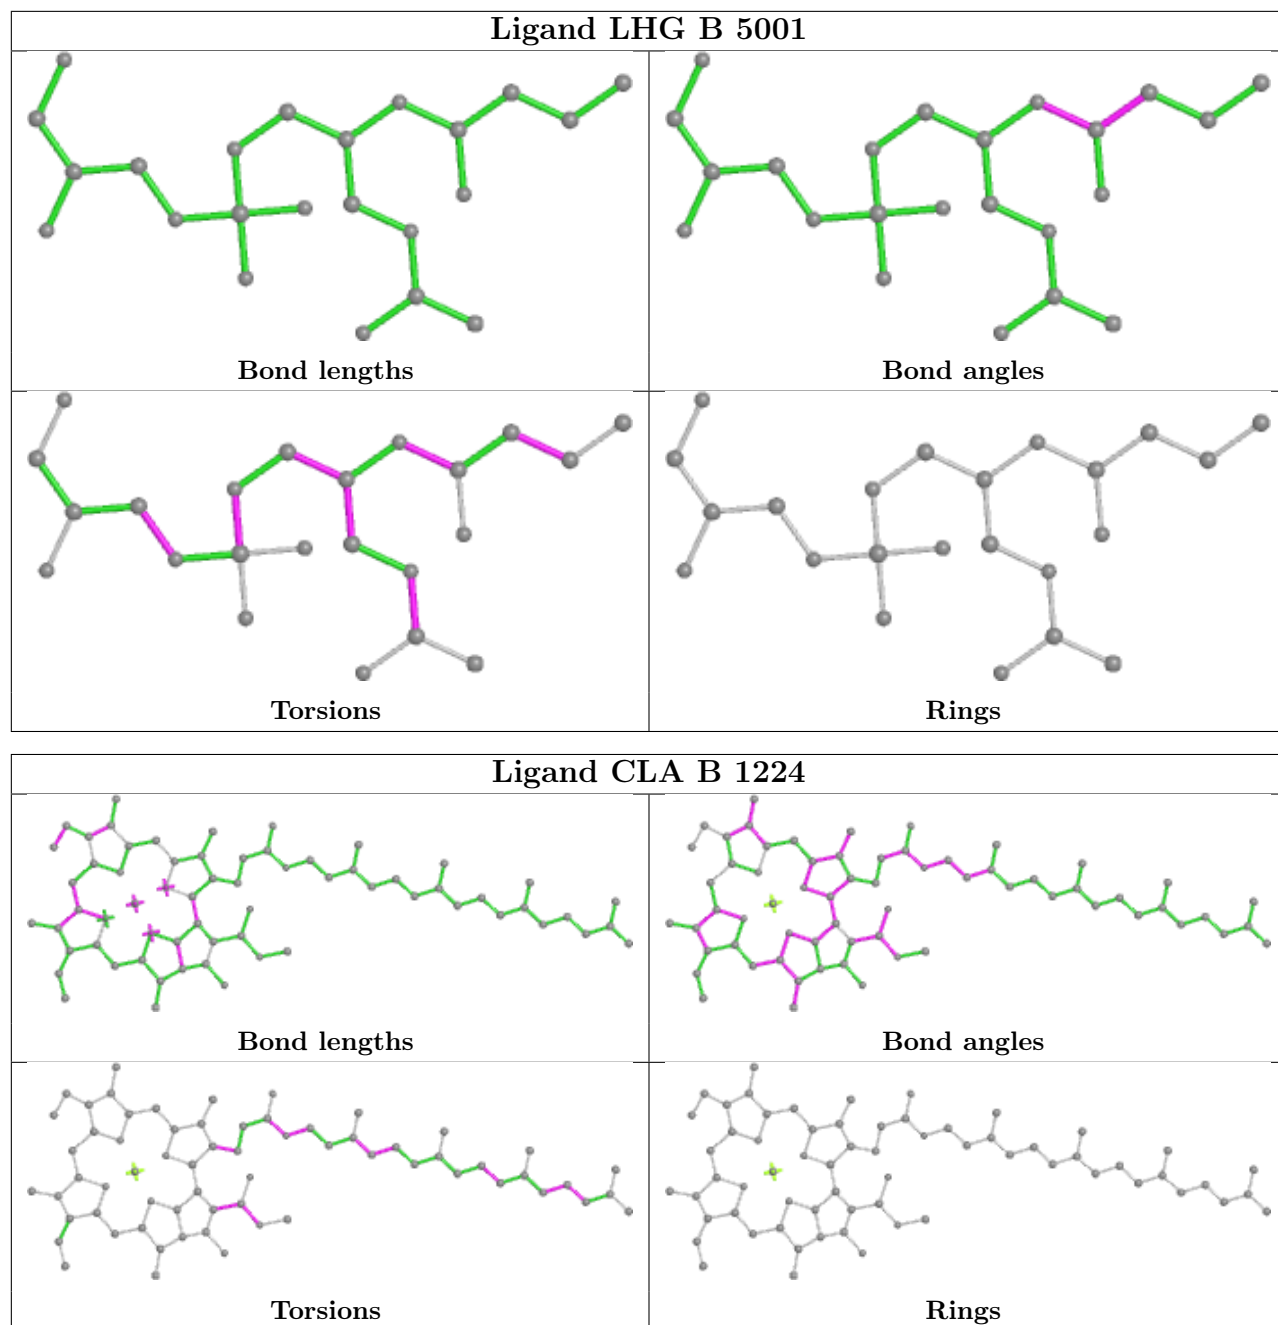 Ligand LHG B 5001
Bond lengths
Bond angles
Torsions
Rings
Ligand CLA B 1224
Bond lengths
Bond angles
Torsions
Rings